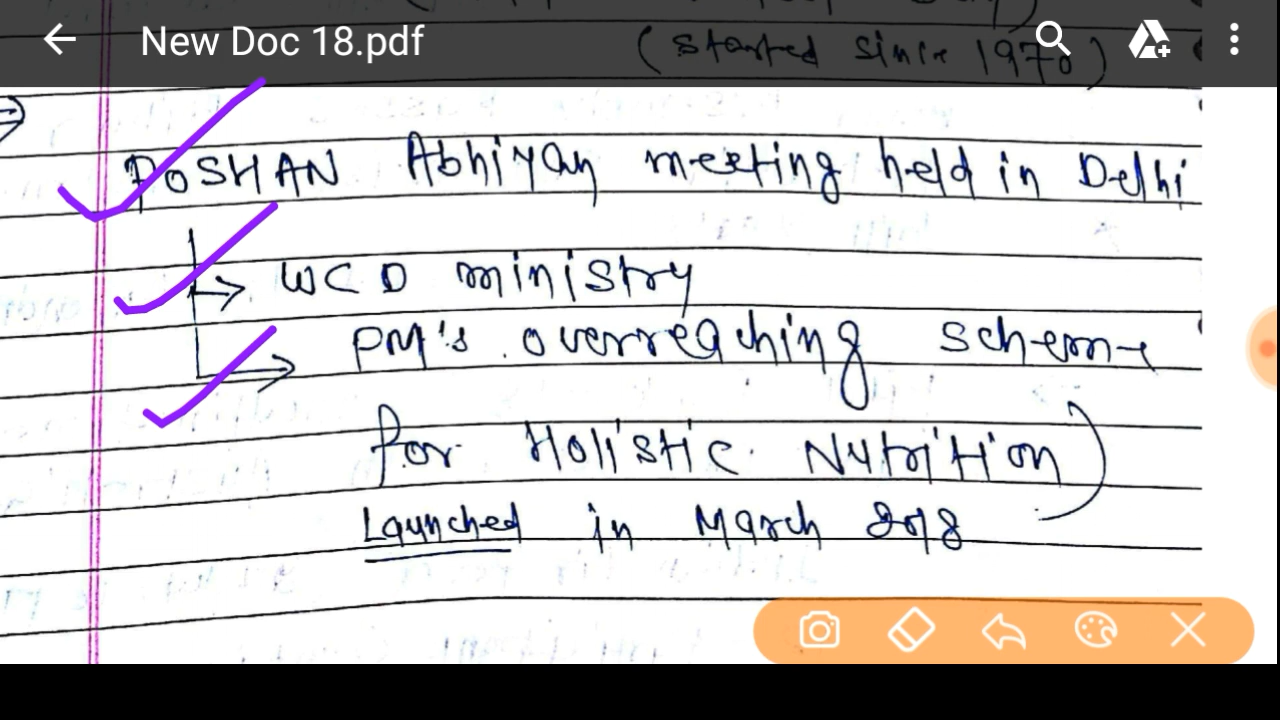 New Doc 18.pdf
(started since 1970)
POSHAN Abhiyan meeting held in Delhi
WCD ministry
PM's overreaching scheme
for Holistic Nutrition)
Launched in March 2018